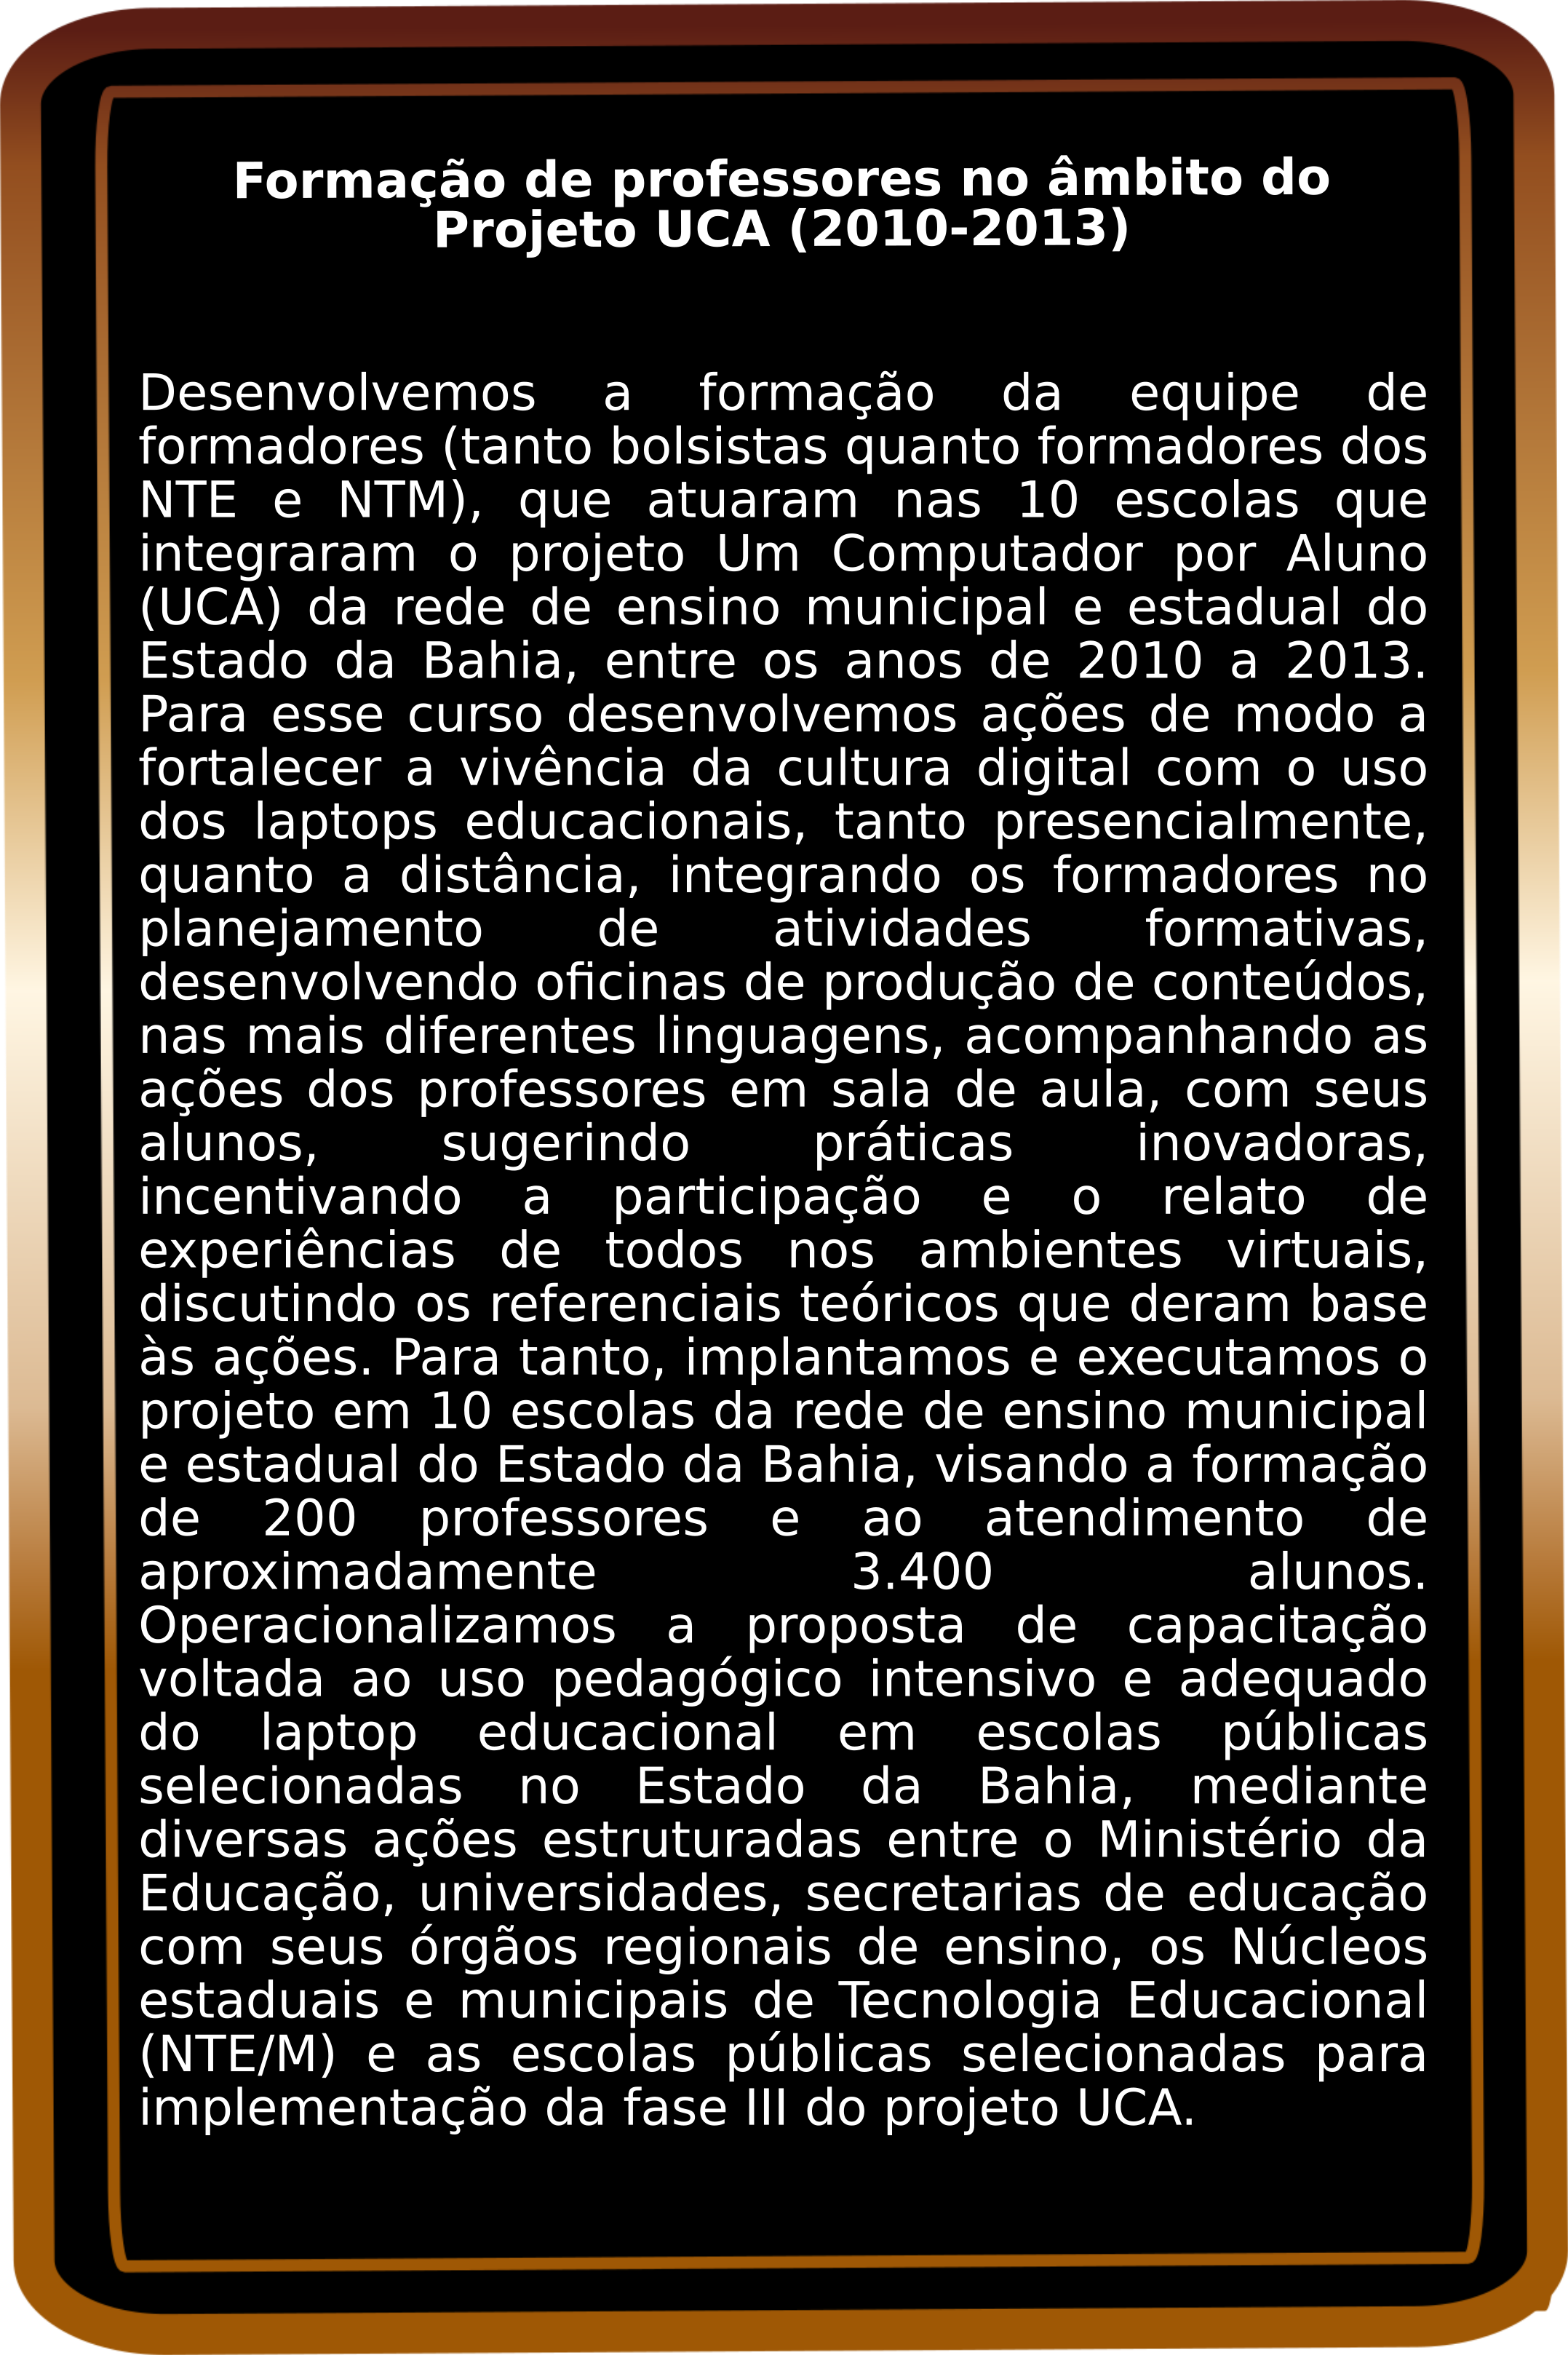 Formação de professores no âmbito do
Projeto UCA (2010-2013)
Desenvolvemos a formação da equipe de
formadores (tanto bolsistas quanto formadores dos
NTE e NTM), que atuaram nas 10 escolas que
integraram o projeto Um Computador por Aluno
(UCA) da rede de ensino municipal e estadual do
Estado da Bahia, entre os anos de 2010 a 2013.
Para esse curso desenvolvemos ações de modo a
fortalecer a vivência da cultura digital com o uso
dos laptops educacionais, tanto presencialmente,
quanto a distância, integrando os formadores no
planejamento de atividades formativas,
desenvolvendo oficinas de produção de conteúdos,
nas mais diferentes linguagens, acompanhando as
ações dos professores em sala de aula, com seus
alunos, sugerindo práticas inovadoras,
incentivando a participação e o relato de
experiências de todos nos ambientes virtuais,
discutindo os referenciais teóricos que deram base
às ações. Para tanto, implantamos e executamos o
projeto em 10 escolas da rede de ensino municipal
e estadual do Estado da Bahia, visando a formação
de 200 professores e ao atendimento de
aproximadamente 3.400 alunos.
Operacionalizamos a proposta de capacitação
voltada ao uso pedagógico intensivo e adequado
do laptop educacional em escolas públicas
selecionadas no Estado da Bahia, mediante
diversas ações estruturadas entre o Ministério da
Educação, universidades, secretarias de educação
com seus órgãos regionais de ensino, os Núcleos
estaduais e municipais de Tecnologia Educacional
(NTE/M) e as escolas públicas selecionadas para
implementação da fase III do projeto UCA.